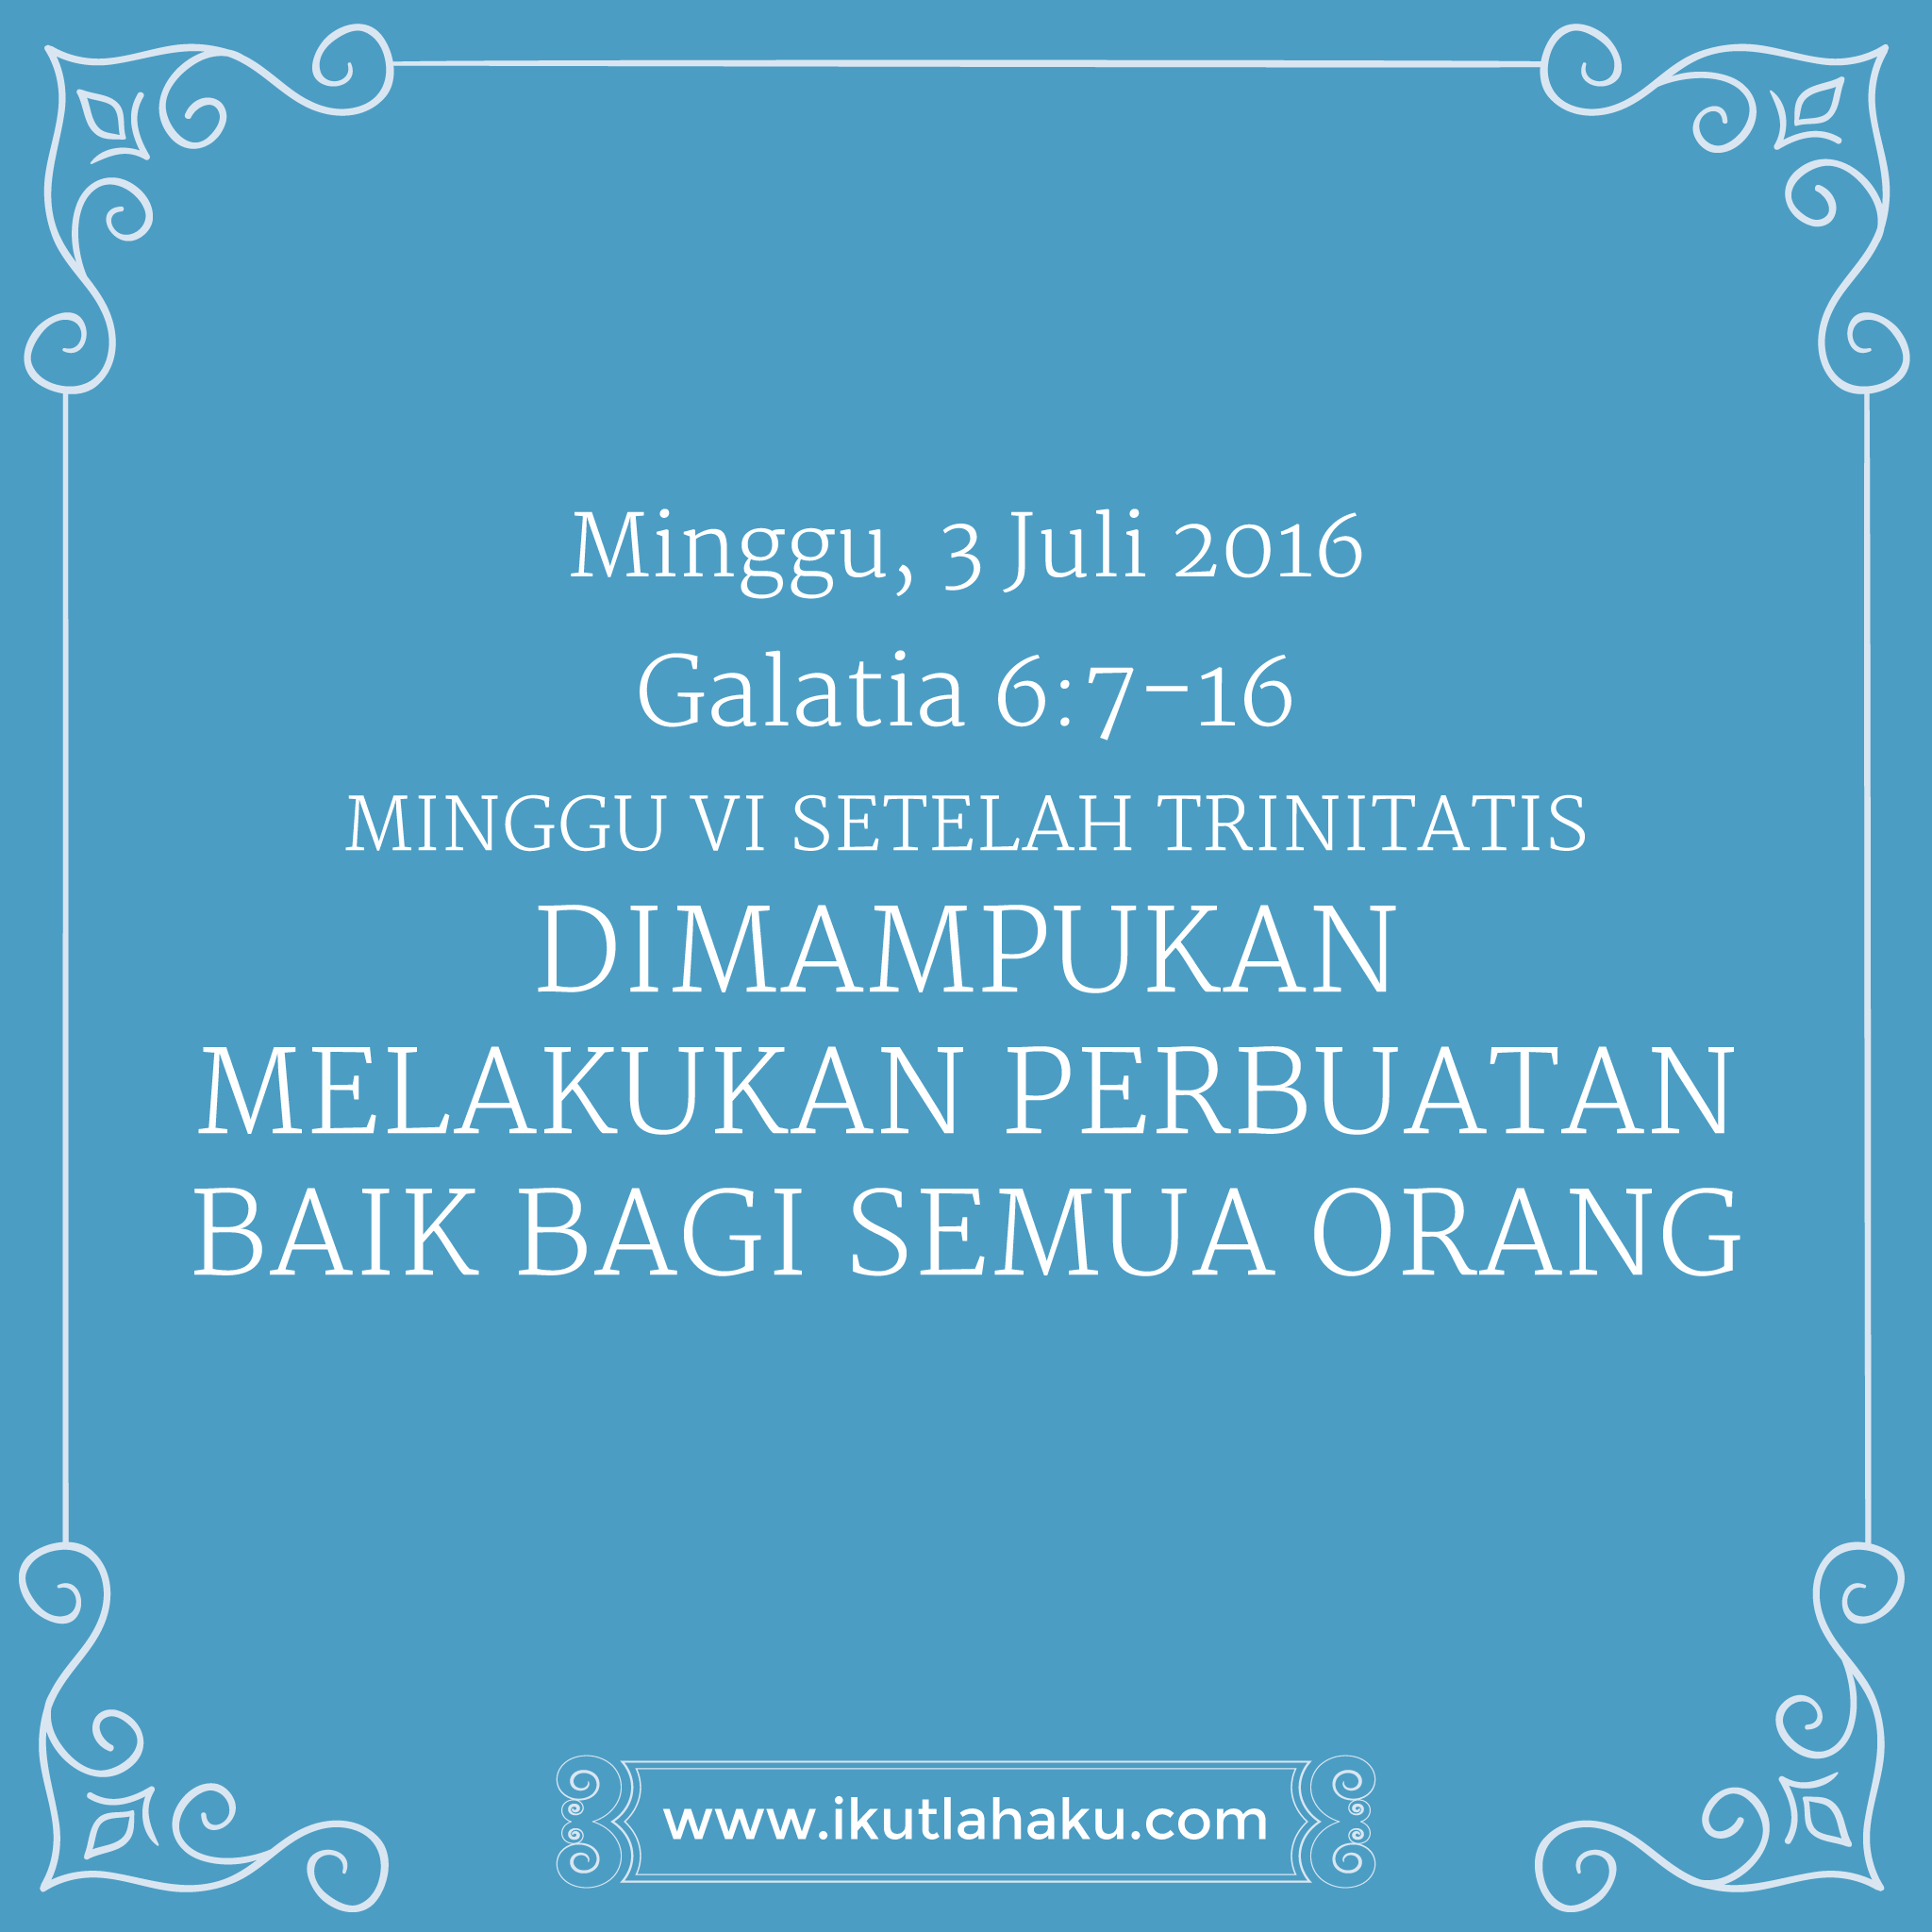 Minggu, 3 Juli 2016
Galatia 6:7–16
MINGGU VI SETELAH TRINITATIS
DIMAMPUKAN
MELAKUKAN PERBUATAN
BAIK BAGI SEMUA ORANG
www.ikutlahaku.com